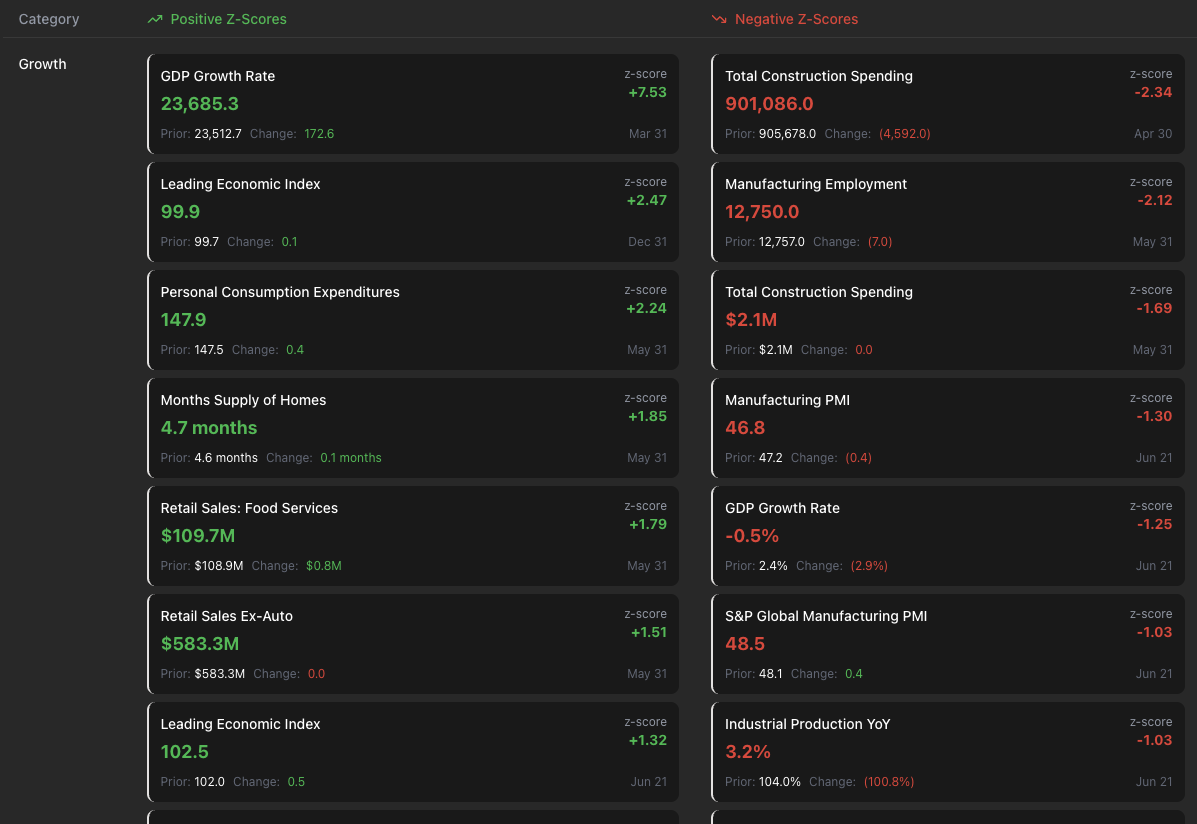 Category
Positive Z-Scores
Negative Z-Scores
Growth
GDP Growth Rate
z-score
23,685.3
+7.53
Prior: 23,512.7 Change: 172.6
Mar 31
Total Construction Spending
z-score
901,086.0
-2.34
Prior: 905,678.0 Change: (4,592.0)
Apr 30
Leading Economic Index
z-score
99.9
+2.47
Prior: 99.7 Change: 0.1
Dec 31
Manufacturing Employment
z-score
12,750.0
-2.12
Prior: 12,757.0 Change: (7.0)
May 31
Personal Consumption Expenditures
z-score
147.9
+2.24
Prior: 147.5 Change: 0.4
May 31
Total Construction Spending
z-score
$2.1M
-1.69
Prior: $2.1M Change: 0.0
May 31
Months Supply of Homes
z-score
4.7 months
+1.85
Prior: 4.6 months Change: 0.1 months
May 31
Manufacturing PMI
z-score
46.8
-1.30
Prior: 47.2 Change: (0.4)
Jun 21
Retail Sales: Food Services
z-score
$109.7M
+1.79
Prior: $108.9M Change: $0.8M
May 31
GDP Growth Rate
z-score
-0.5%
-1.25
Prior: 2.4% Change: (2.9%)
Jun 21
Retail Sales Ex-Auto
z-score
$583.3M
+1.51
Prior: $583.3M Change: 0.0
May 31
S&P Global Manufacturing PMI
z-score
48.5
-1.03
Prior: 48.1 Change: 0.4
Jun 21
Leading Economic Index
z-score
102.5
+1.32
Prior: 102.0 Change: 0.5
Jun 21
Industrial Production YoY
z-score
3.2%
-1.03
Prior: 104.0% Change: (100.8%)
Jun 21